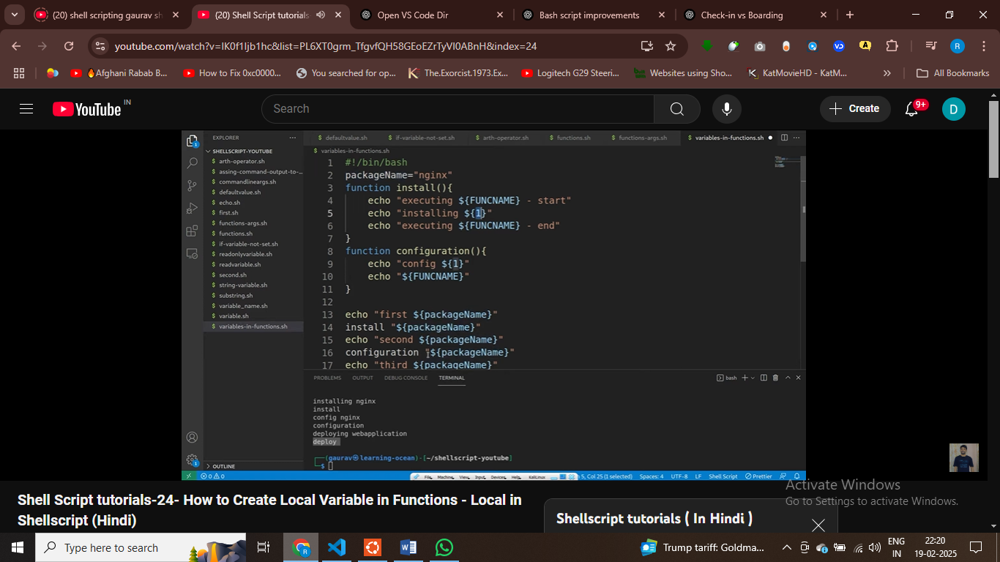 (20) shell scripting gaurav sh
(20) Shell Script tutorials
Open VS Code Dir
Bash script improvements
Check-in vs Boarding
youtube.com/watch?v=IK0f1Ijb1hc&list=PL6XT0grm_TfgvfQH58GEoEZrTyVI0ABnH&index=24
R
🔥Afghani Rabab B...
How to Fix 0xc0000...
You searched for op...
The.Exorcist.1973.Ex...
Logitech G29 Steeri...
Websites using Sho...
KatMovieHD - KatM...
All Bookmarks
YouTube IN
Search
Create
9+
D
EXPLORER
SHELLSCRIPT-YOUTUBE
arth-operator.sh
assing-command-output-to-...
commandlineargs.sh
defaultvalue.sh
echo.sh
first.sh
functions-args.sh
functions.sh
if-variable-not-set.sh
readonlyvariable.sh
readvariable.sh
second.sh
string-variable.sh
substring.sh
variable_name.sh
variable.sh
variables-in-functions.sh
OUTLINE
$ defaultvalue.sh
$ if-variable-not-set.sh
$ arth-operator.sh
$ functions.sh
$ functions-args.sh
$ variables-in-functions.sh
$ variables-in-functions.sh
1 #!/bin/bash
2 packageName="nginx"
3 function install(){
4 echo "executing ${FUNCNAME} - start"
5 echo "installing ${1}"
6 echo "executing ${FUNCNAME} - end"
7 }
8 function configuration(){
9 echo "config ${1}"
10 echo "${FUNCNAME}"
11 }
12
13 echo "first ${packageName}"
14 install "${packageName}"
15 echo "second ${packageName}"
16 configuration "${packageName}"
17 echo "third ${packageName}"
PROBLEMS OUTPUT DEBUG CONSOLE TERMINAL
bash
installing nginx
install
config nginx
configuration
deploying webapplication
deploy
(gaurav㉿learning-ocean)-[~/shellscript-youtube]
$
0 0
File Machine View Input Devices Help KaliLinux
5, Col 25 (1 selected) Spaces: 4 UTF-8 LF Shell Script Prettier
Shell Script tutorials-24- How to Create Local Variable in Functions - Local in
Shellscript (Hindi)
Shellscript tutorials ( In Hindi )
Activate Windows
Go to Settings to activate Windows.
Type here to search
Trump tariff: Goldma...
ENG
IN
22:20
19-02-2025